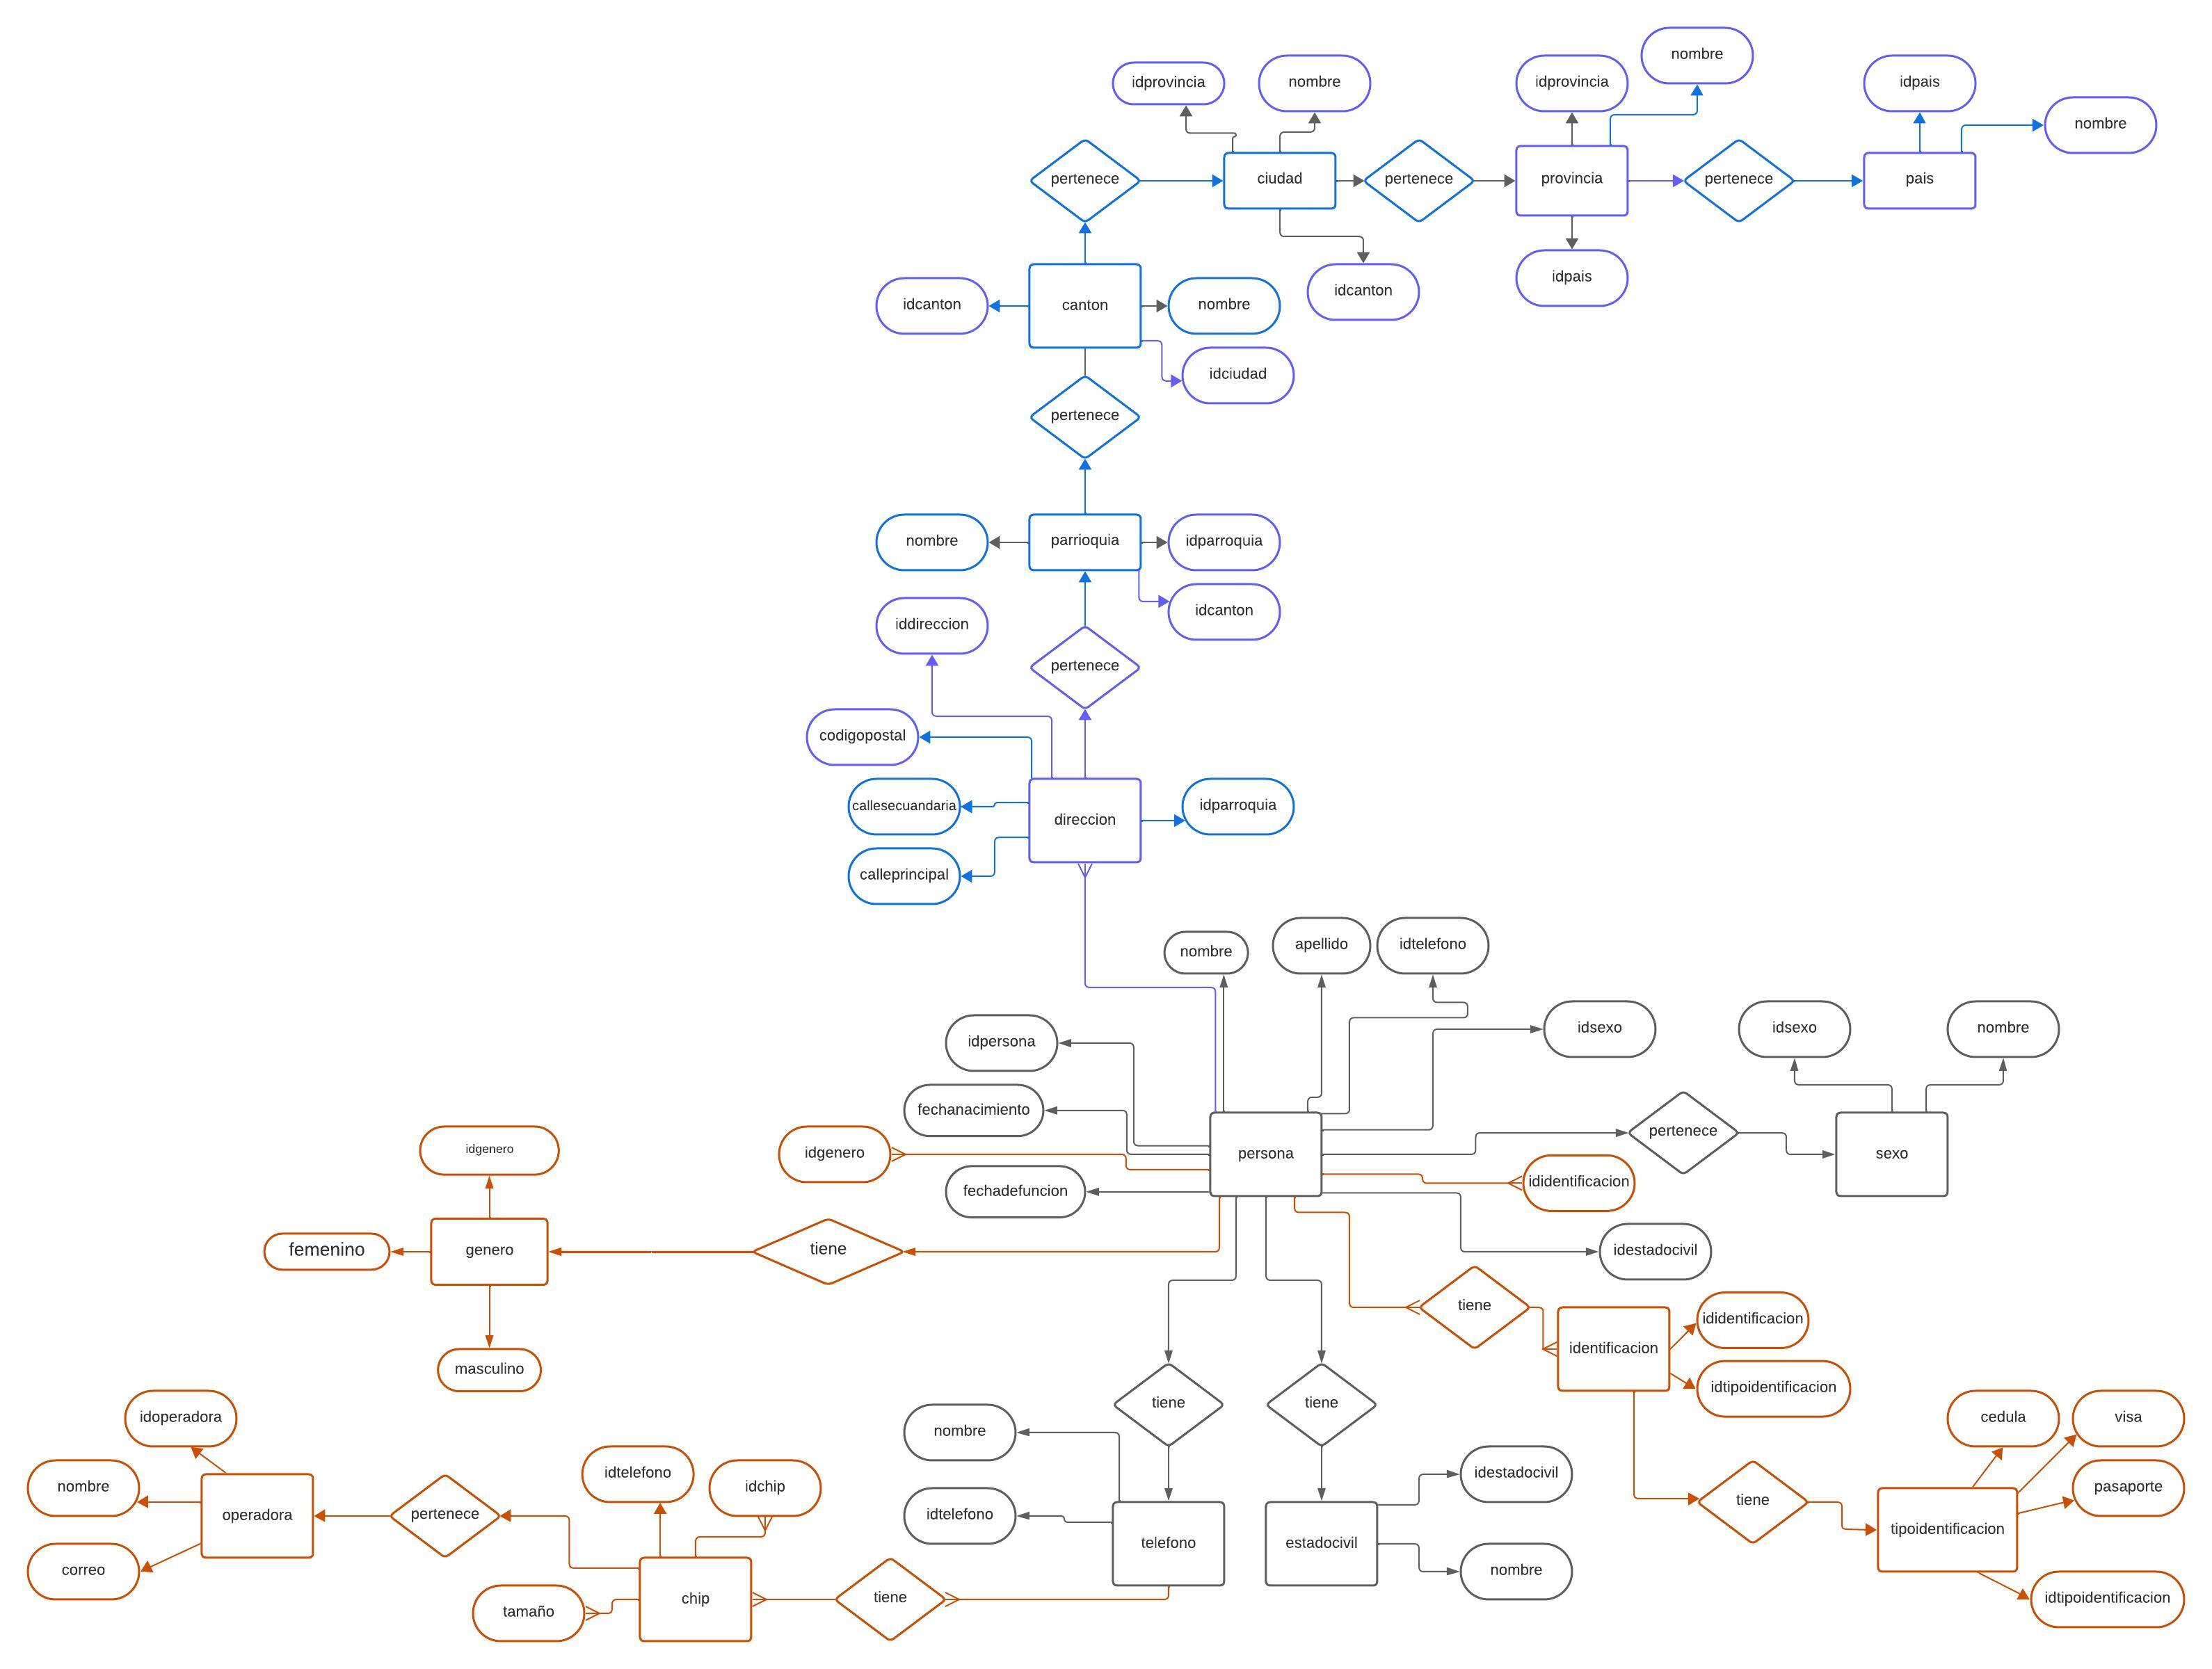 nombre
idprovincia
nombre
idprovincia
idpais
nombre
pertenece
ciudad
pertenece
provincia
pertenece
pais
idcanton
canton
nombre
idcanton
idpais
idciudad
pertenece
nombre
parrioquia
idparroquia
idcanton
iddireccion
pertenece
codigopostal
callesecuandaria
direccion
idparroquia
calleprincipal
nombre
apellido
idtelefono
idpersona
idsexo
idsexo
nombre
fechanacimiento
idgenero
idgenero
persona
pertenece
sexo
fechadefuncion
ididentificacion
femenino
genero
tiene
idestadocivil
tiene
identificacion
ididentificacion
masculino
idtipoidentificacion
idoperadora
tiene
tiene
cedula
visa
nombre
idtelefono
idchip
nombre
idestadocivil
tiene
pasaporte
operadora
pertenece
idtelefono
telefono
estadocivil
tipoidentificacion
correo
tamaño
chip
tiene
nombre
idtipoidentificacion